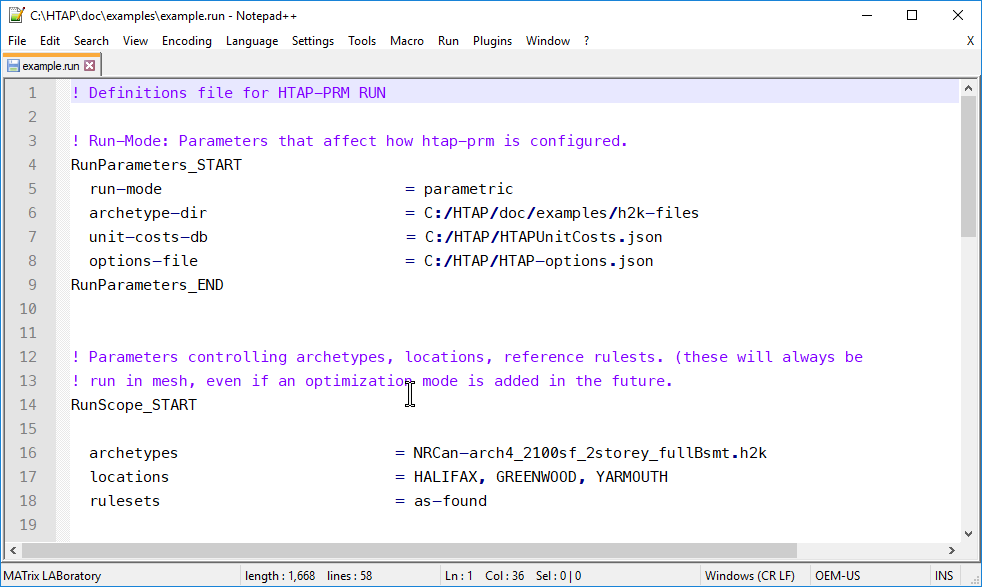 C:\HTAP\doc\examples\example.run - Notepad++
File Edit Search View Encoding Language Settings Tools Macro Run Plugins Window ? X
example.run
1 ! Definitions file for HTAP-PRM RUN
2
3 ! Run-Mode: Parameters that affect how htap-prm is configured.
4 RunParameters_START
5 run-mode = parametric
6 archetype-dir = C:/HTAP/doc/examples/h2k-files
7 unit-costs-db = C:/HTAP/HTAPUnitCosts.json
8 options-file = C:/HTAP/HTAP-options.json
9 RunParameters_END
10
11
12 ! Parameters controlling archetypes, locations, reference rulests. (these will always be
13 ! run in mesh, even if an optimization mode is added in the future.
14 RunScope_START
15
16 archetypes = NRCan-arch4_2100sf_2storey_fullBsmt.h2k
17 locations = HALIFAX, GREENWOOD, YARMOUTH
18 rulesets = as-found
19
MATrix LABoratory length : 1,668 lines : 58 Ln : 1 Col : 36 Sel : 0 | 0 Windows (CR LF) OEM-US INS